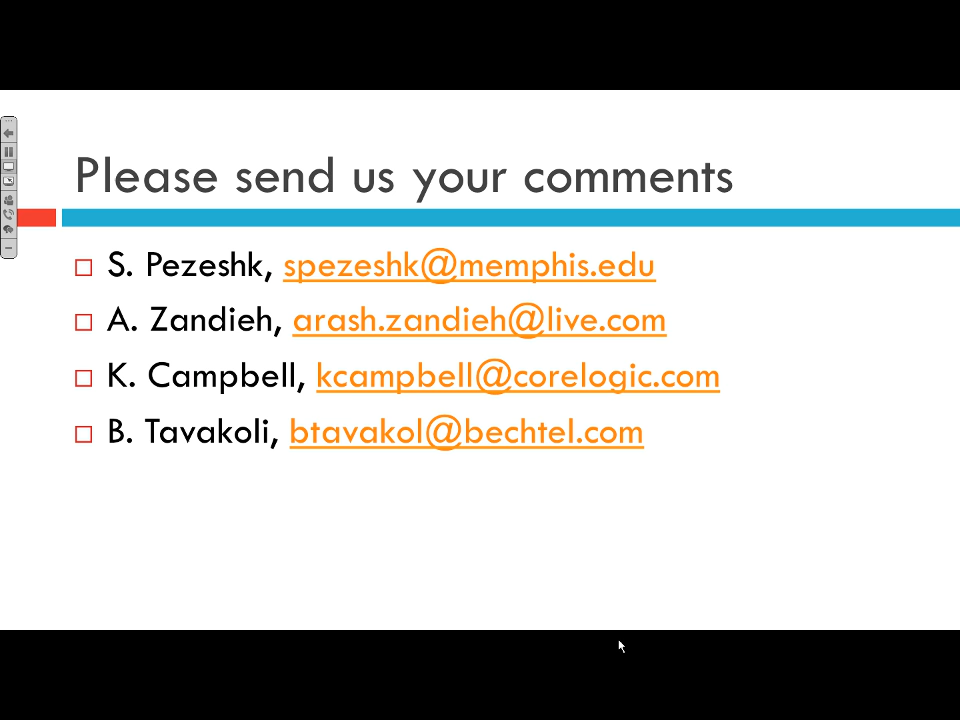 Please send us your comments
S. Pezeshk, spezeshk@memphis.edu
A. Zandieh, arash.zandieh@live.com
K. Campbell, kcampbell@corelogic.com
B. Tavakoli, btavakol@bechtel.com